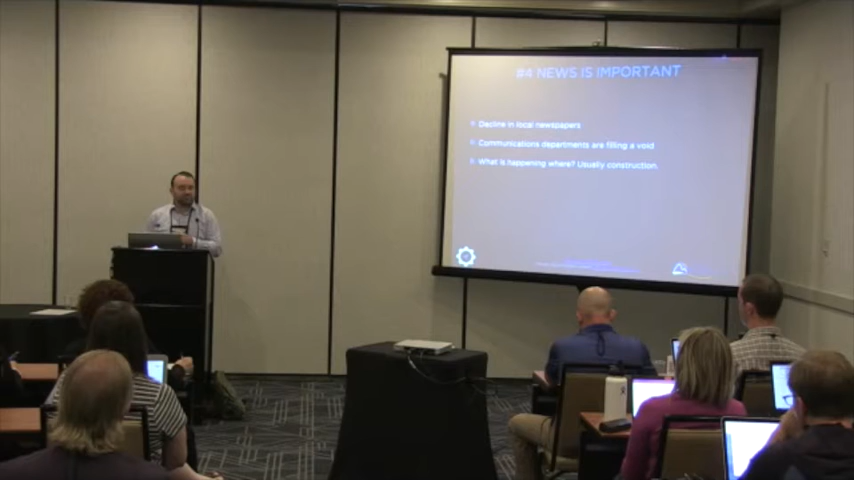 #4 NEWS IS IMPORTANT
Decline in local newspapers
Communications departments are filling a void
What is happening where? Usually construction.